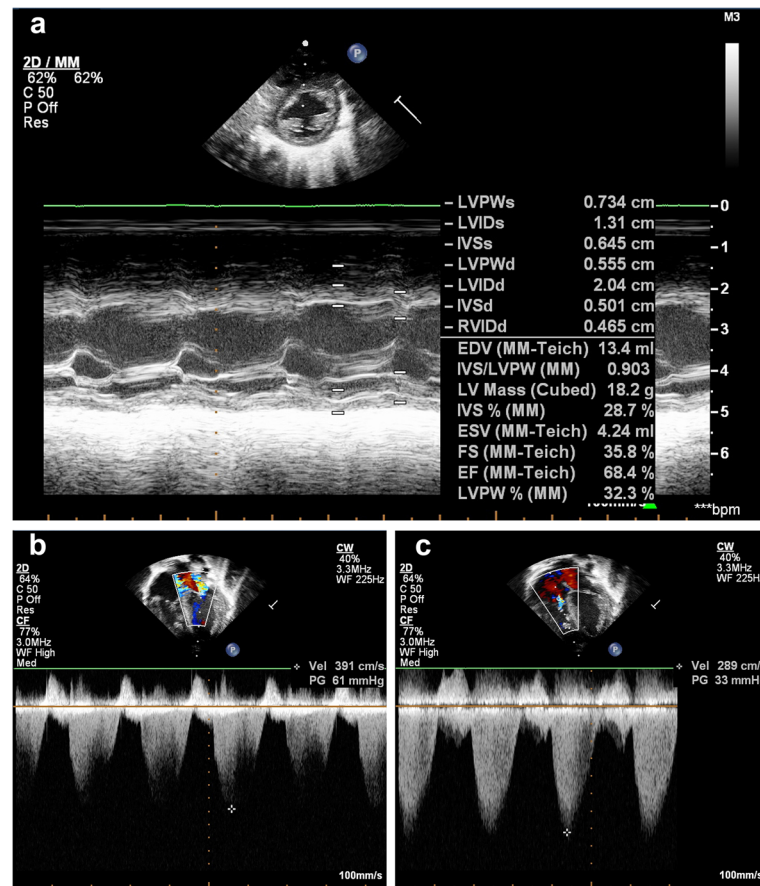 a
M3
P
2D / MM
62% 62%
C 50
P Off
Res
LVPWs 0.734 cm
LVIDs 1.31 cm
IVSs 0.645 cm
LVPWd 0.555 cm
LVIDd 2.04 cm
IVSd 0.501 cm
RVIDd 0.465 cm
EDV (MM-Teich) 13.4 ml
IVS/LVPW (MM) 0.903
LV Mass (Cubed) 18.2 g
IVS % (MM) 28.7 %
ESV (MM-Teich) 4.24 ml
FS (MM-Teich) 35.8 %
EF (MM-Teich) 68.4 %
LVPW % (MM) 32.3 %
0
1
2
3
4
5
6
***bpm
b
2D
64%
C 50
P Off
Res
CF
77%
3.0MHz
WF High
Med
CW
40%
3.3MHz
WF 225Hz
P
Vel 391 cm/s
PG 61 mmHg
100mm/s
c
2D
64%
C 50
P Off
Res
CF
77%
3.0MHz
WF High
Med
CW
40%
3.3MHz
WF 225Hz
P
Vel 289 cm/s
PG 33 mmHg
100mm/s